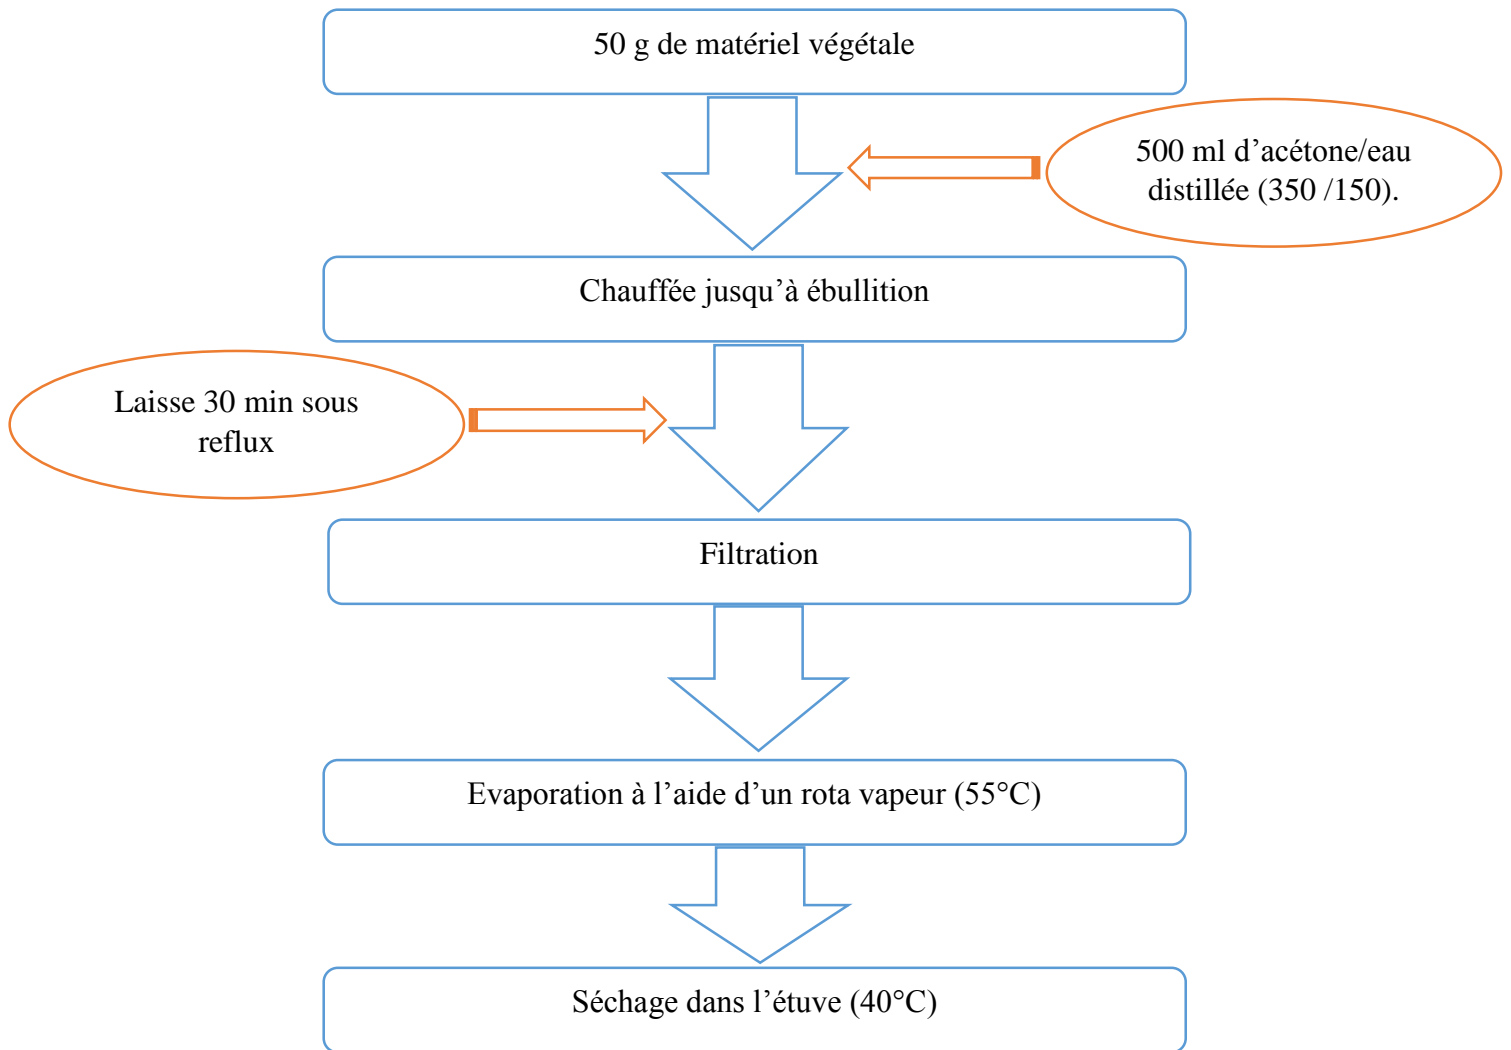 50 g de matériel végétale
500 ml d’acétone/eau
distillée (350 /150).
Chauffée jusqu’à ébullition
Laisse 30 min sous
reflux
Filtration
Evaporation à l’aide d’un rota vapeur (55°C)
Séchage dans l’étuve (40°C)